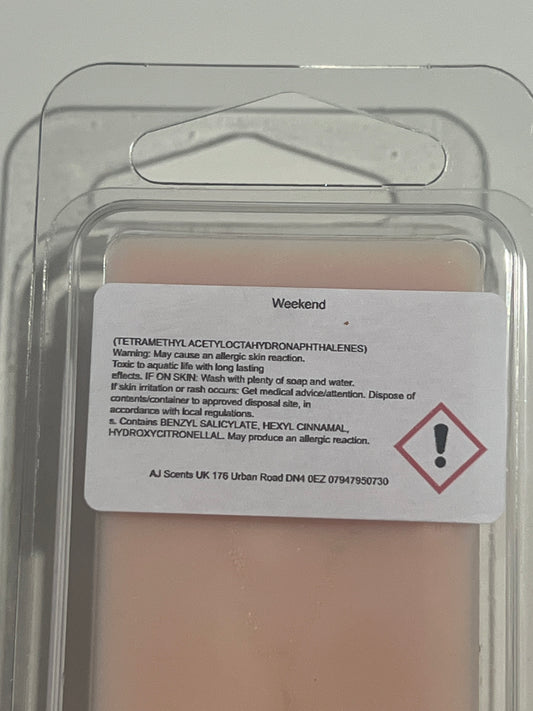 Weekend
(TETRAMETHYL ACETYLOCTAHYDRONAPHTHALENES)
Warning: May cause an allergic skin reaction.
Toxic to aquatic life with long lasting
effects. IF ON SKIN: Wash with plenty of soap and water.
If skin irritation or rash occurs: Get medical advice/attention. Dispose of
contents/container to approved disposal site, in
accordance with local regulations.
s. Contains BENZYL SALICYLATE, HEXYL CINNAMAL,
HYDROXYCITRONELLAL. May produce an allergic reaction.
AJ Scents UK 176 Urban Road DN4 0EZ 07947950730